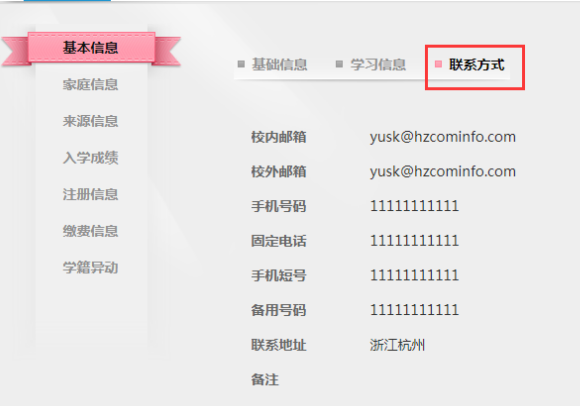 基本信息
家庭信息
来源信息
入学成绩
注册信息
缴费信息
学籍异动
基础信息 学习信息 联系方式
校内邮箱 yusk@hzcominfo.com
校外邮箱 yusk@hzcominfo.com
手机号码 11111111111
固定电话 11111111111
手机短号 11111111111
备用号码 11111111111
联系地址 浙江杭州
备注